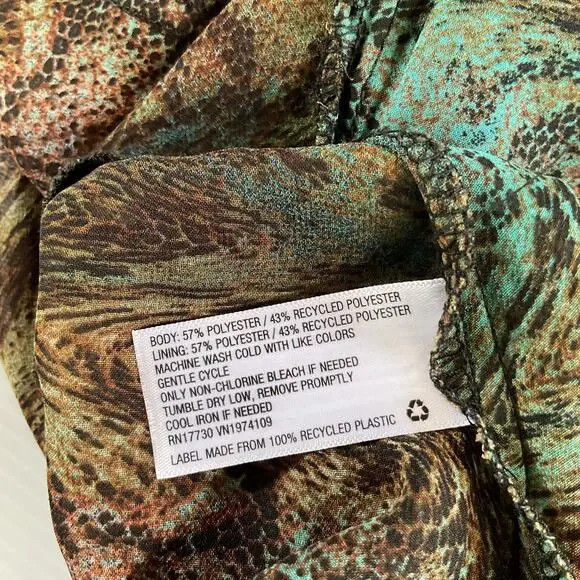 BODY: 57% POLYESTER / 43% RECYCLED POLYESTER
LINING: 57% POLYESTER / 43% RECYCLED POLYESTER
MACHINE WASH COLD WITH LIKE COLORS
GENTLE CYCLE
ONLY NON-CHLORINE BLEACH IF NEEDED
TUMBLE DRY LOW, REMOVE PROMPTLY
COOL IRON IF NEEDED
RN17730 VN1974109
LABEL MADE FROM 100% RECYCLED PLASTIC